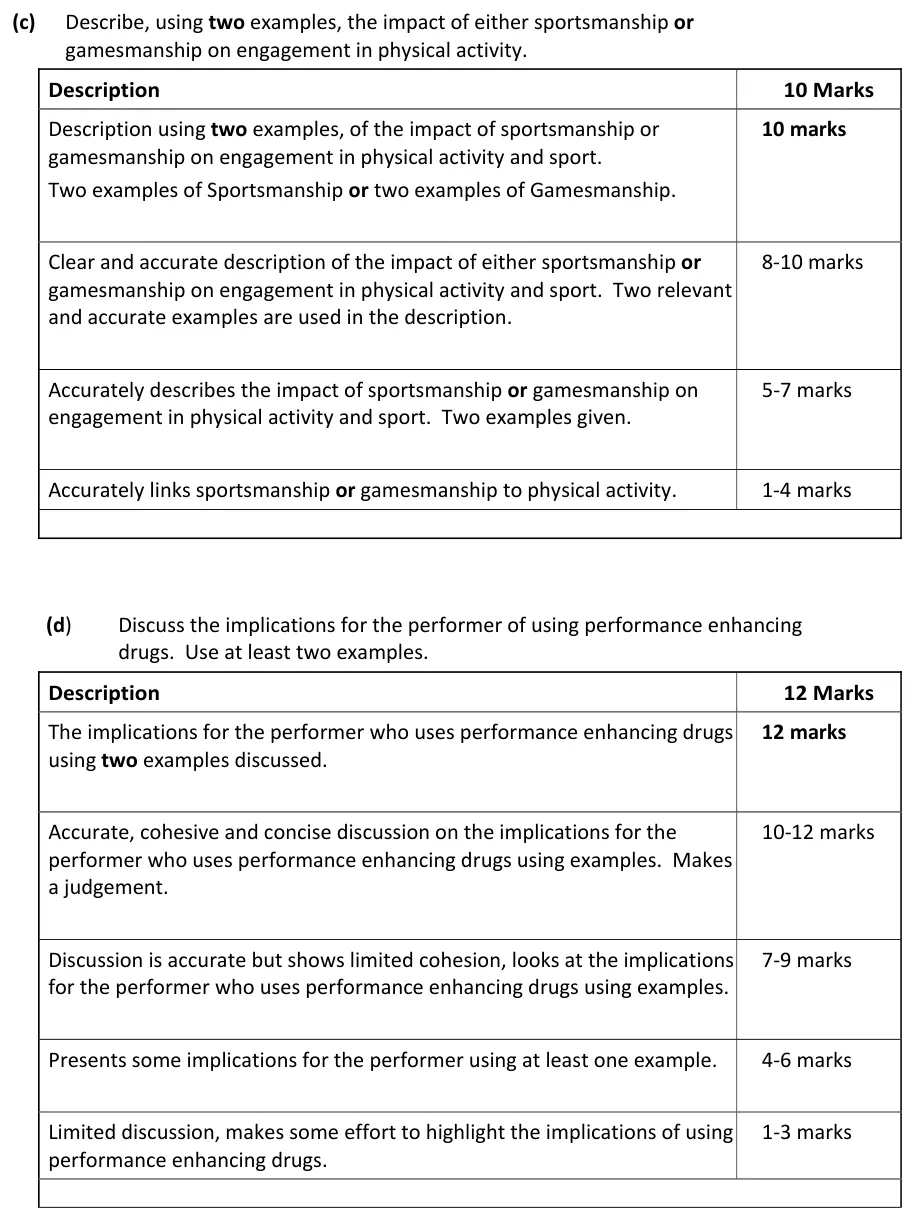 (c) Describe, using two examples, the impact of either sportsmanship or
gamesmanship on engagement in physical activity.
Description 10 Marks
Description using two examples, of the impact of sportsmanship or 10 marks
gamesmanship on engagement in physical activity and sport.
Two examples of Sportsmanship or two examples of Gamesmanship.
Clear and accurate description of the impact of either sportsmanship or 8-10 marks
gamesmanship on engagement in physical activity and sport. Two relevant
and accurate examples are used in the description.
Accurately describes the impact of sportsmanship or gamesmanship on 5-7 marks
engagement in physical activity and sport. Two examples given.
Accurately links sportsmanship or gamesmanship to physical activity. 1-4 marks
(d) Discuss the implications for the performer of using performance enhancing
drugs. Use at least two examples.
Description 12 Marks
The implications for the performer who uses performance enhancing drugs 12 marks
using two examples discussed.
Accurate, cohesive and concise discussion on the implications for the 10-12 marks
performer who uses performance enhancing drugs using examples. Makes
a judgement.
Discussion is accurate but shows limited cohesion, looks at the implications 7-9 marks
for the performer who uses performance enhancing drugs using examples.
Presents some implications for the performer using at least one example. 4-6 marks
Limited discussion, makes some effort to highlight the implications of using 1-3 marks
performance enhancing drugs.